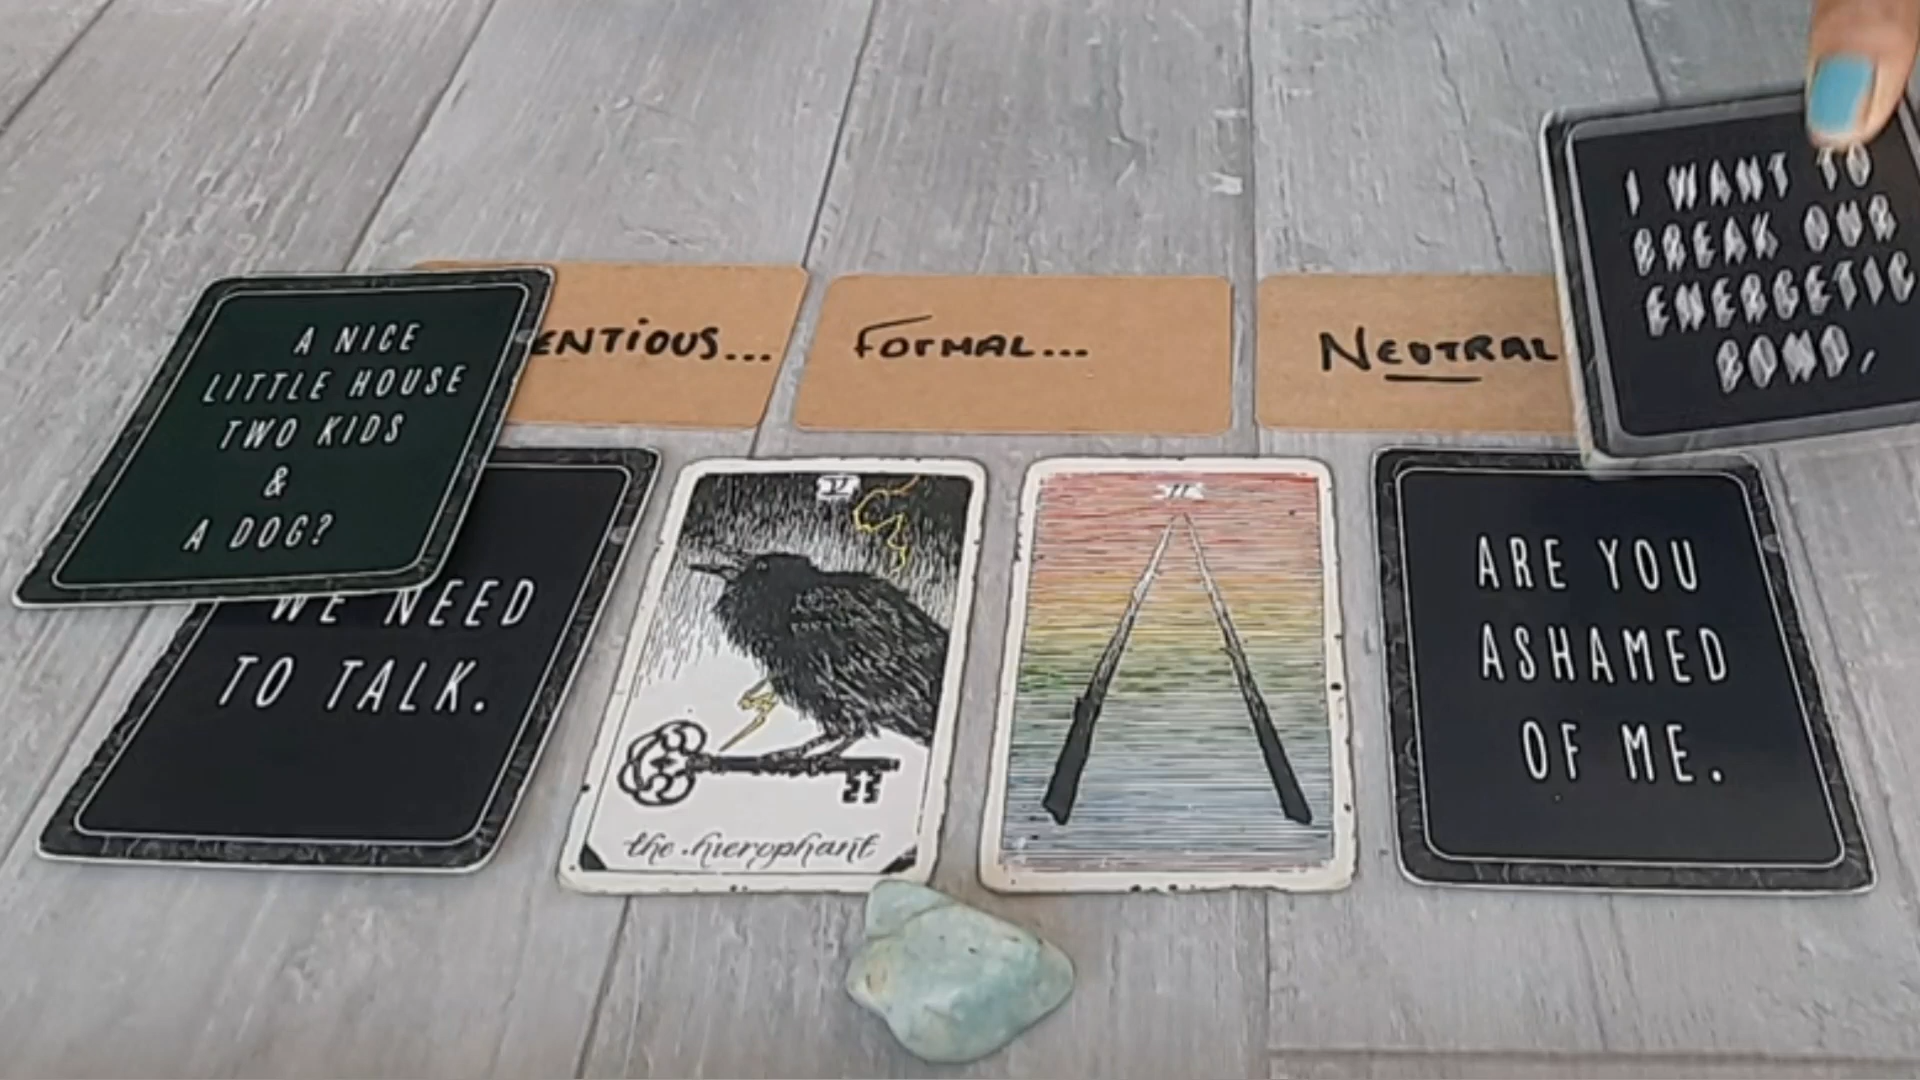 A NICE
LITTLE HOUSE
TWO KIDS
&
A DOG?
ENTIOUS...
FORMAL...
NEUTRAL
I WANT TO
BREAK OUR
ENERGETIC
BOND,
WE NEED
TO TALK.
V
the hierophant
II
ARE YOU
ASHAMED
OF ME.